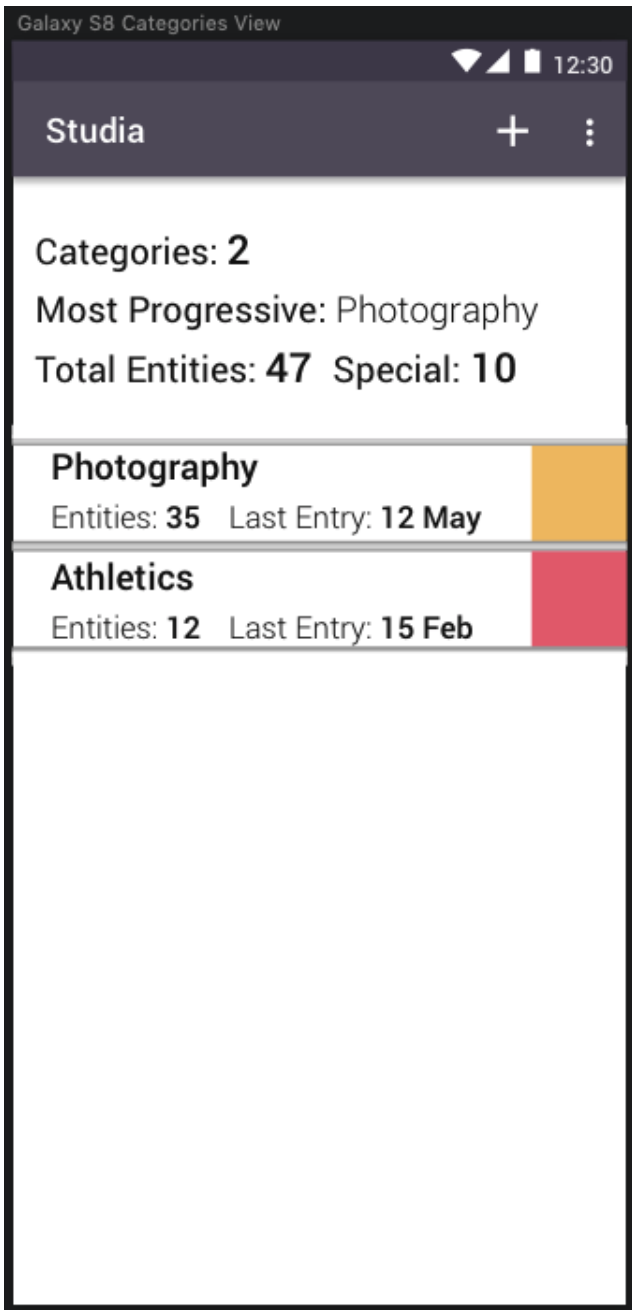 Galaxy S8 Categories View
12:30
Studia
Categories: 2
Most Progressive: Photography
Total Entities: 47 Special: 10
Photography
Entities: 35 Last Entry: 12 May
Athletics
Entities: 12 Last Entry: 15 Feb